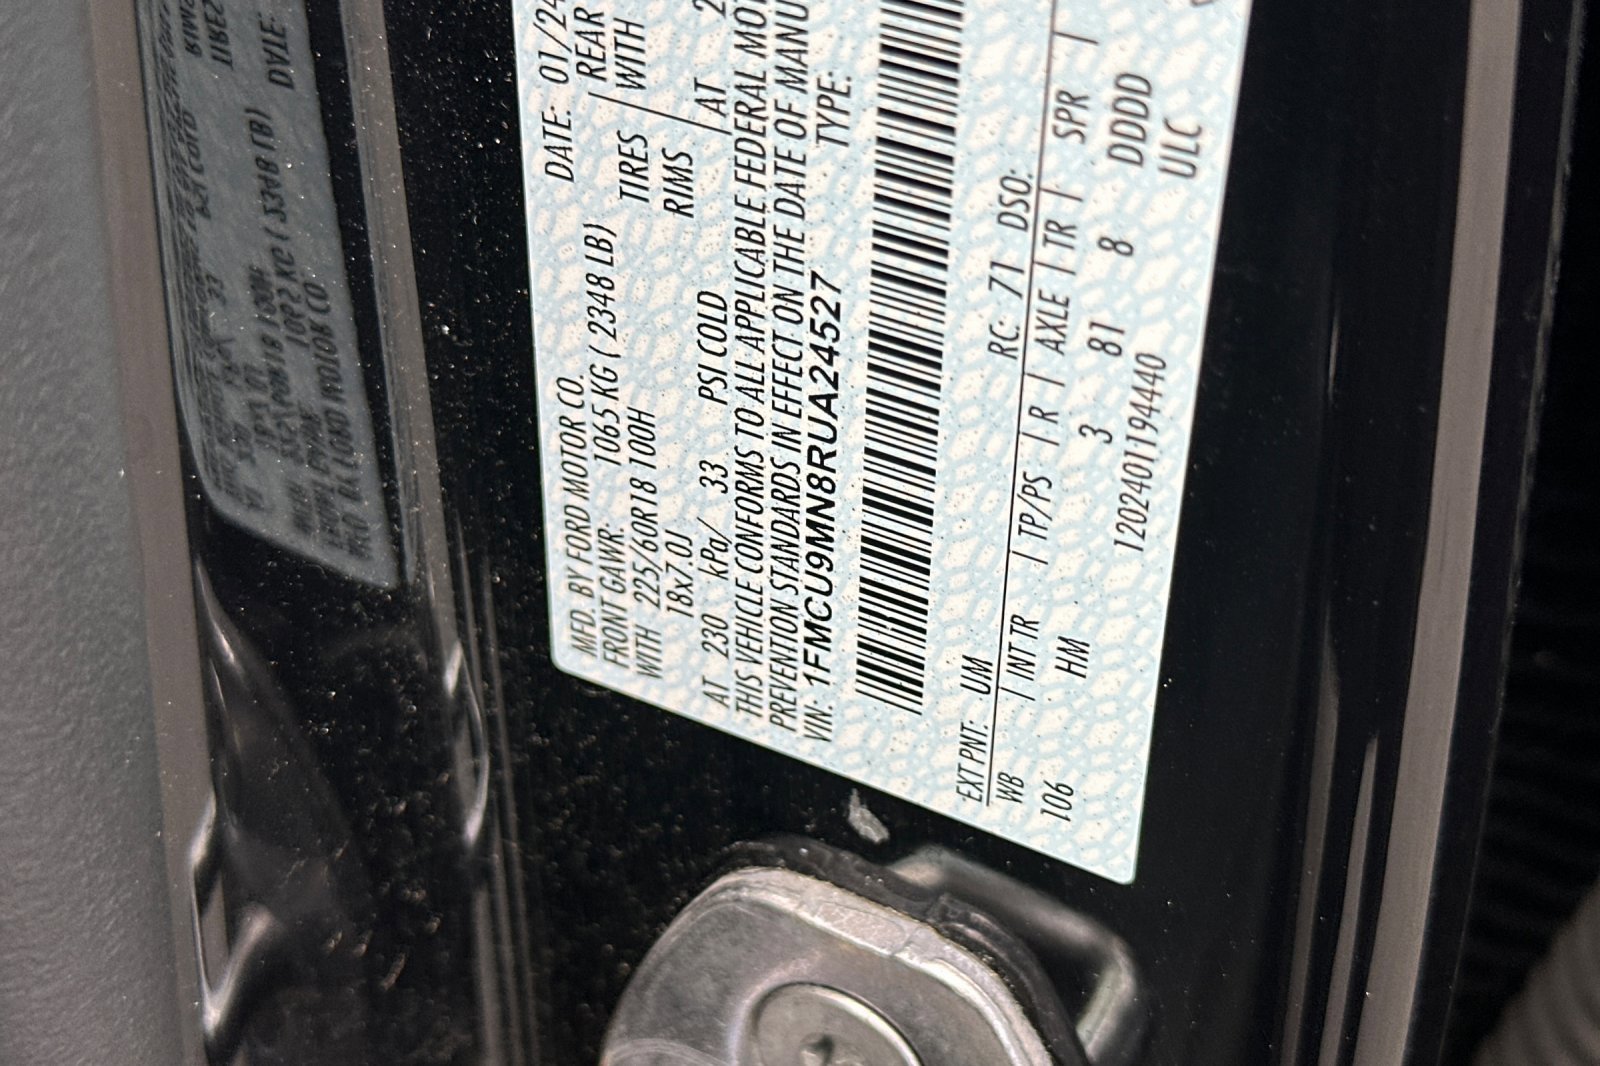 MFD. BY FORD MOTOR CO.
DATE: 01/24
FRONT GAWR: 1065 KG ( 2348 LB)
REAR
WITH 225/60R18 100H
TIRES
WITH
18x7.0J
RIMS
AT 230 kPa/ 33 PSI COLD
AT 2
THIS VEHICLE CONFORMS TO ALL APPLICABLE FEDERAL MOT
PREVENTION STANDARDS IN EFFECT ON THE DATE OF MANU
VIN: 1FMCU9MN8RUA24527
TYPE:
EXT PNT: UM RC: 71 DSO:
WB | INT TR | TP/PS | R | AXLE | TR | SPR |
106 HM 3 81 8 DDDD
120240119440 ULC